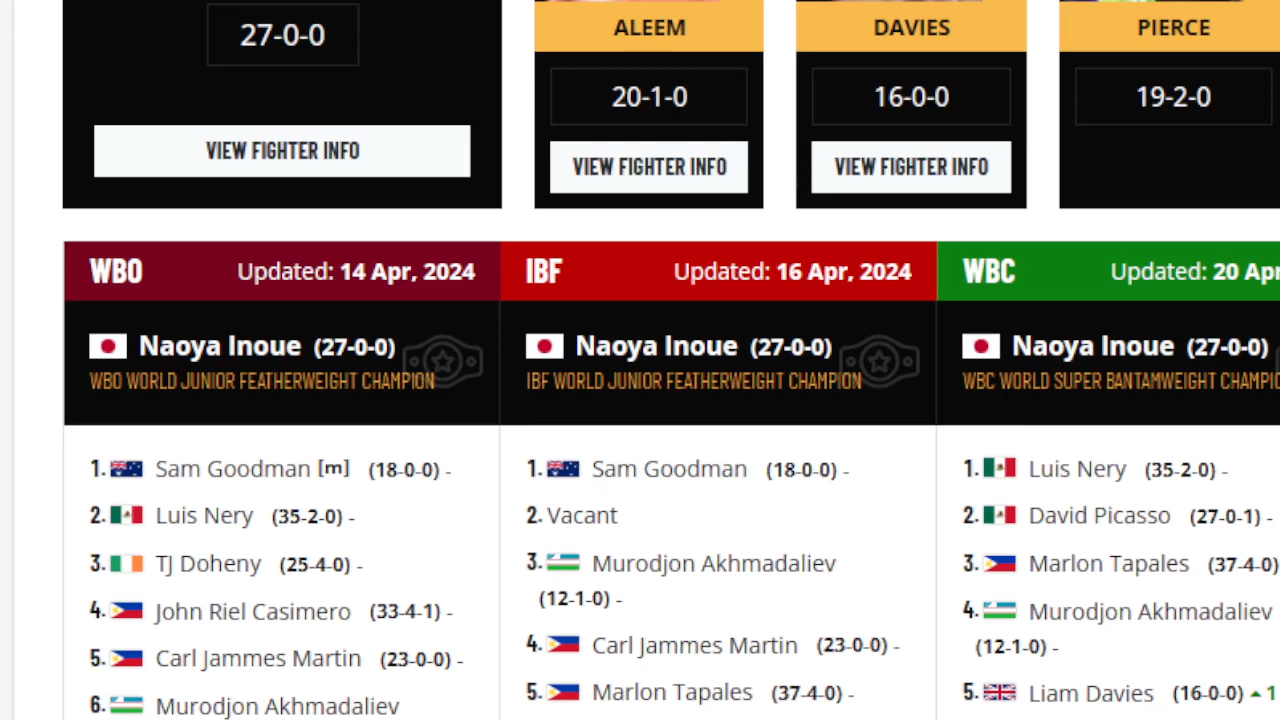 27-0-0
VIEW FIGHTER INFO
ALEEM
20-1-0
VIEW FIGHTER INFO
DAVIES
16-0-0
VIEW FIGHTER INFO
PIERCE
19-2-0
WBO Updated: 14 Apr, 2024
Naoya Inoue (27-0-0)
WBO WORLD JUNIOR FEATHERWEIGHT CHAMPION
1. Sam Goodman [m] (18-0-0) -
2. Luis Nery (35-2-0) -
3. TJ Doheny (25-4-0) -
4. John Riel Casimero (33-4-1) -
5. Carl Jammes Martin (23-0-0) -
6. Murodjon Akhmadaliev
IBF Updated: 16 Apr, 2024
Naoya Inoue (27-0-0)
IBF WORLD JUNIOR FEATHERWEIGHT CHAMPION
1. Sam Goodman (18-0-0) -
2. Vacant
3. Murodjon Akhmadaliev
(12-1-0) -
4. Carl Jammes Martin (23-0-0) -
5. Marlon Tapales (37-4-0) -
WBC Updated: 20 Apr
Naoya Inoue (27-0-0)
WBC WORLD SUPER BANTAMWEIGHT CHAMPIO
1. Luis Nery (35-2-0) -
2. David Picasso (27-0-1) -
3. Marlon Tapales (37-4-0)
4. Murodjon Akhmadaliev
(12-1-0) -
5. Liam Davies (16-0-0) 1